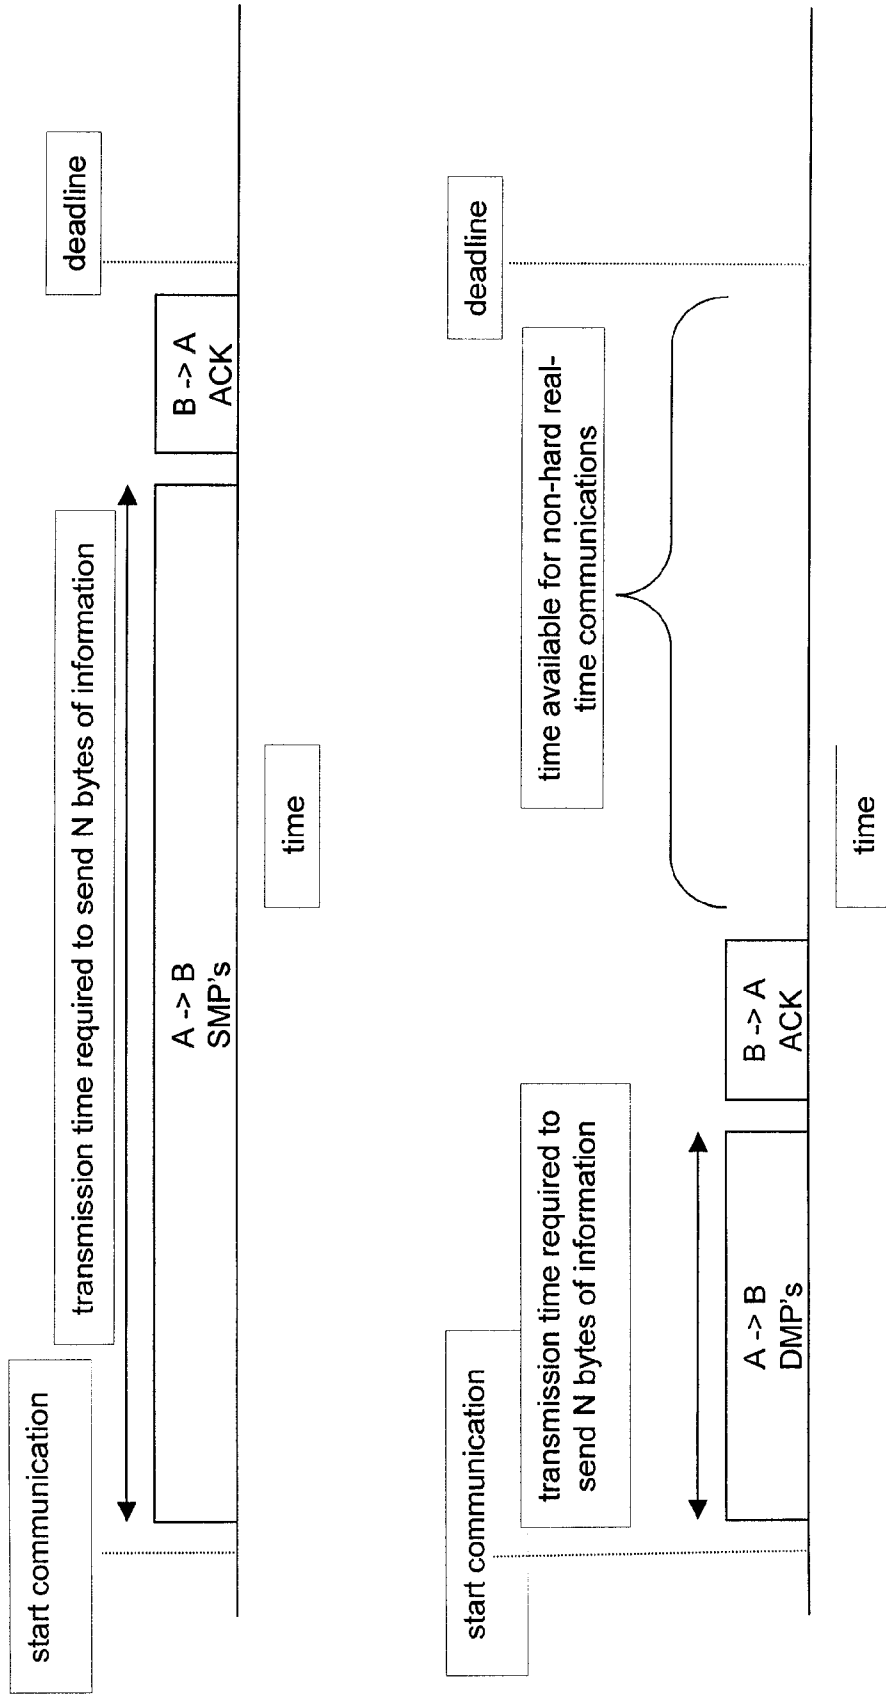 start communication
transmission time required to send N bytes of information
deadline
A -> B
SMP's
B -> A
ACK
time
start communication
transmission time required to
send N bytes of information
deadline
time available for non-hard real-
time communications
A -> B
DMP's
B -> A
ACK
time